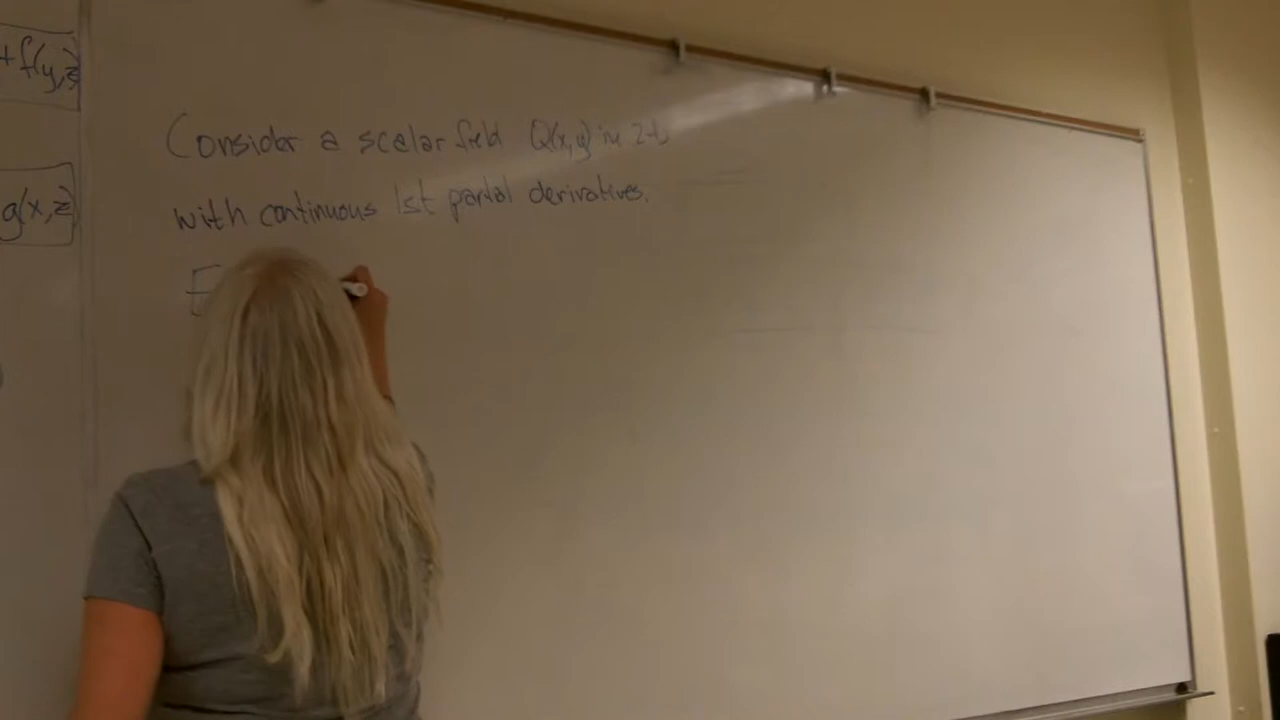 +f(y,z)
g(x,z)
Consider a scalar field Q(x,y) in 2-D
with continuous 1st partial derivatives.